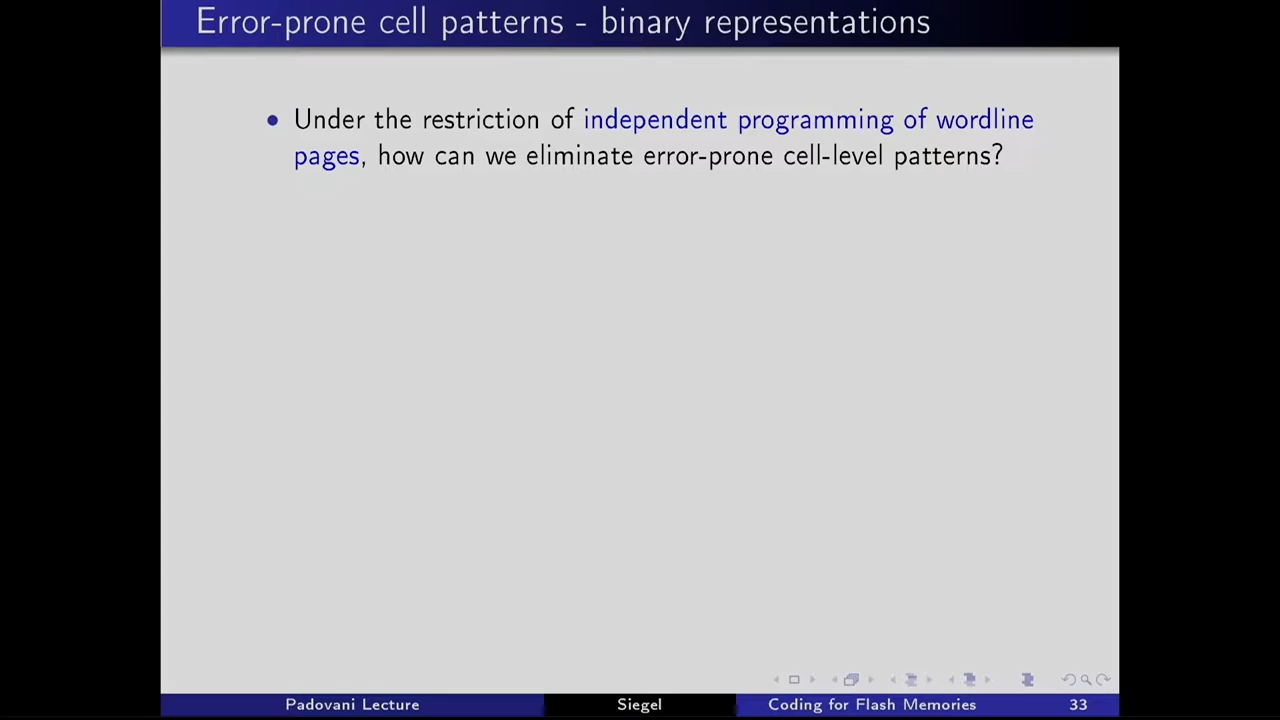 Error-prone cell patterns - binary representations
• Under the restriction of independent programming of wordline
pages, how can we eliminate error-prone cell-level patterns?
Padovani Lecture
Siegel
Coding for Flash Memories
33